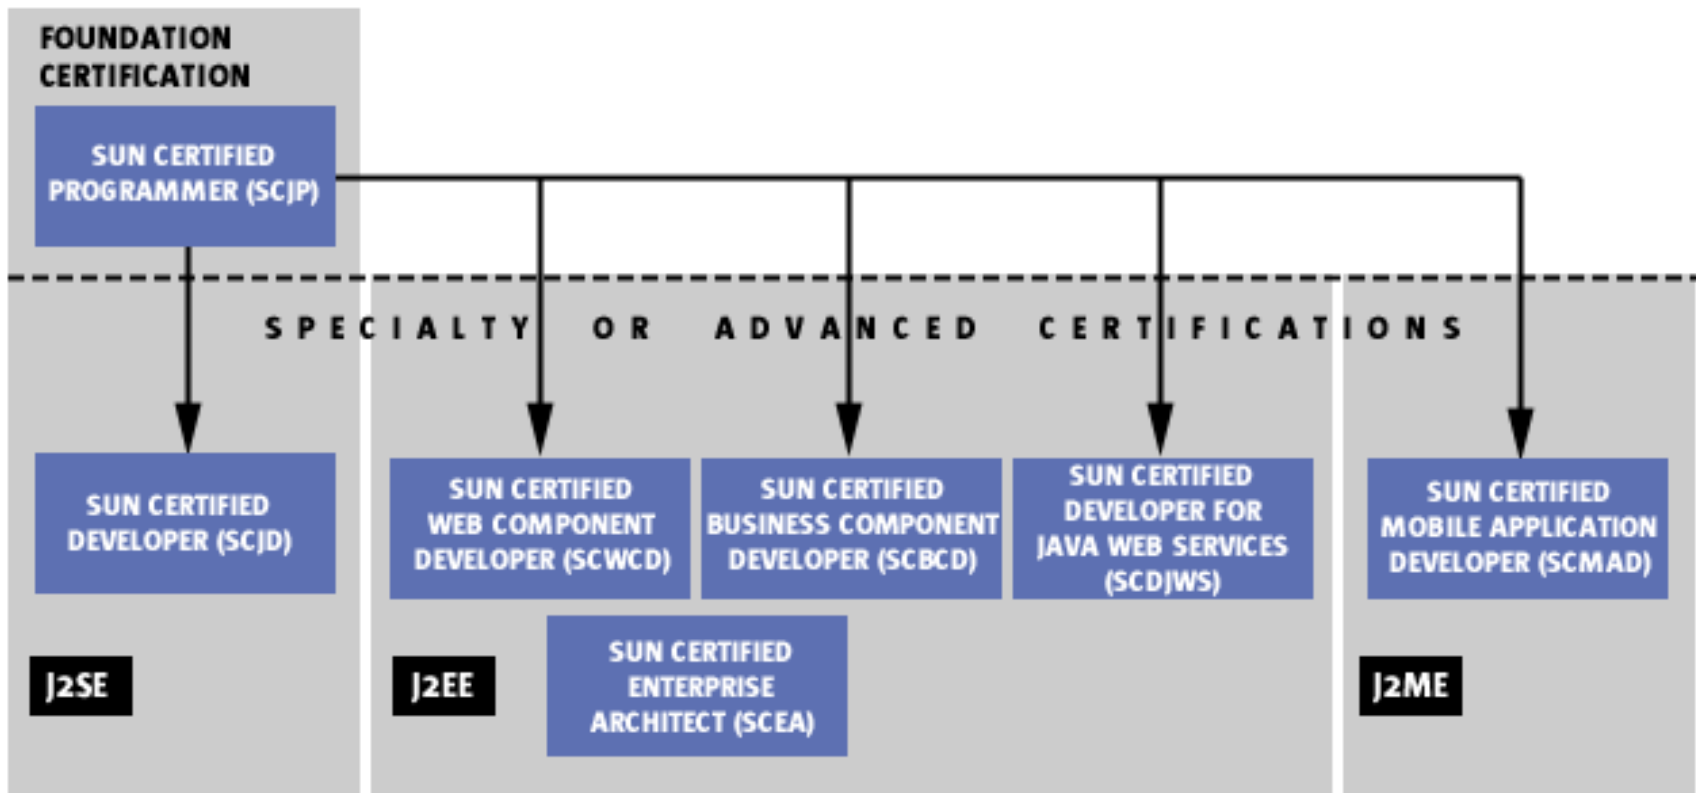 FOUNDATION
CERTIFICATION
SUN CERTIFIED
PROGRAMMER (SCJP)
SPECIALTY OR ADVANCED CERTIFICATIONS
SUN CERTIFIED
DEVELOPER (SCJD)
SUN CERTIFIED
WEB COMPONENT
DEVELOPER (SCWCD)
SUN CERTIFIED
BUSINESS COMPONENT
DEVELOPER (SCBCD)
SUN CERTIFIED
DEVELOPER FOR
JAVA WEB SERVICES
(SCDJWS)
SUN CERTIFIED
MOBILE APPLICATION
DEVELOPER (SCMAD)
J2SE
J2EE
SUN CERTIFIED
ENTERPRISE
ARCHITECT (SCEA)
J2ME